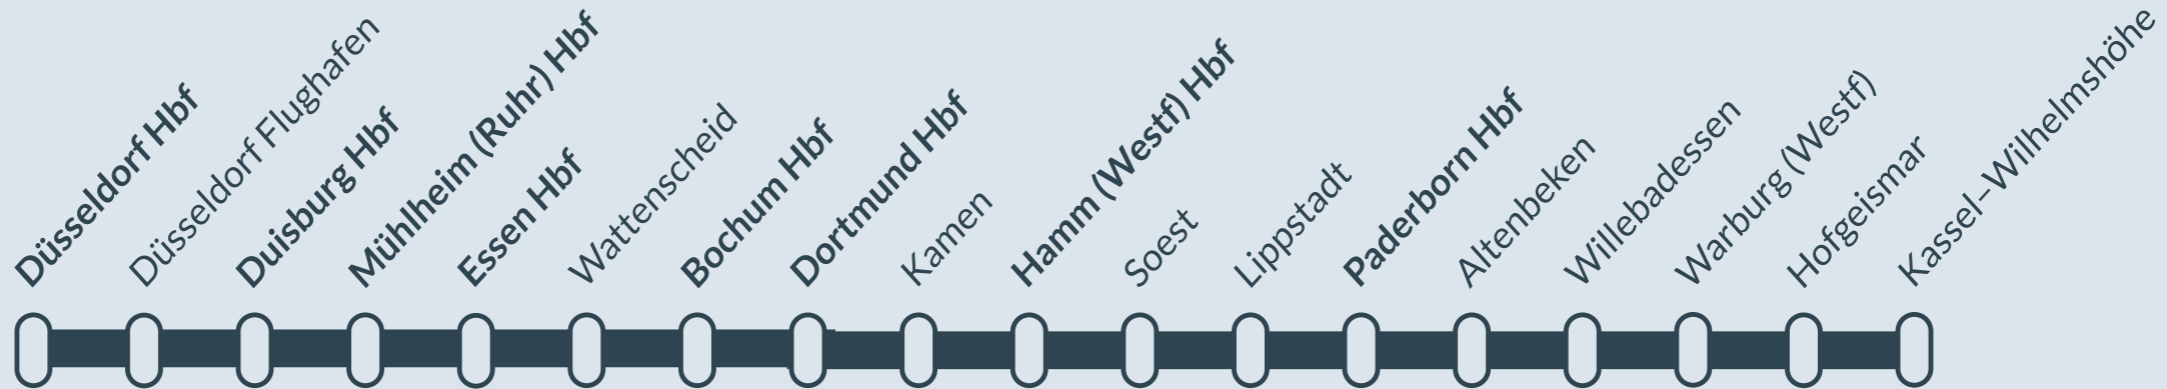 Düsseldorf Hbf
Düsseldorf Flughafen
Duisburg Hbf
Mühlheim (Ruhr) Hbf
Essen Hbf
Wattenscheid
Bochum Hbf
Dortmund Hbf
Kamen
Hamm (Westf) Hbf
Soest
Lippstadt
Paderborn Hbf
Altenbeken
Willebadessen
Warburg (Westf)
Hofgeismar
Kassel-Wilhelmshöhe